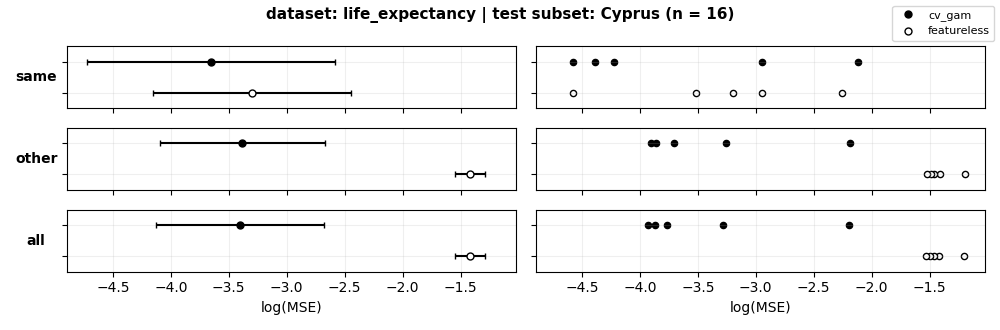 dataset: life_expectancy | test subset: Cyprus (n = 16)
cv_gam
featureless
same
other
all
−4.5 −4.0 −3.5 −3.0 −2.5 −2.0 −1.5
−4.5 −4.0 −3.5 −3.0 −2.5 −2.0 −1.5
log(MSE)
log(MSE)